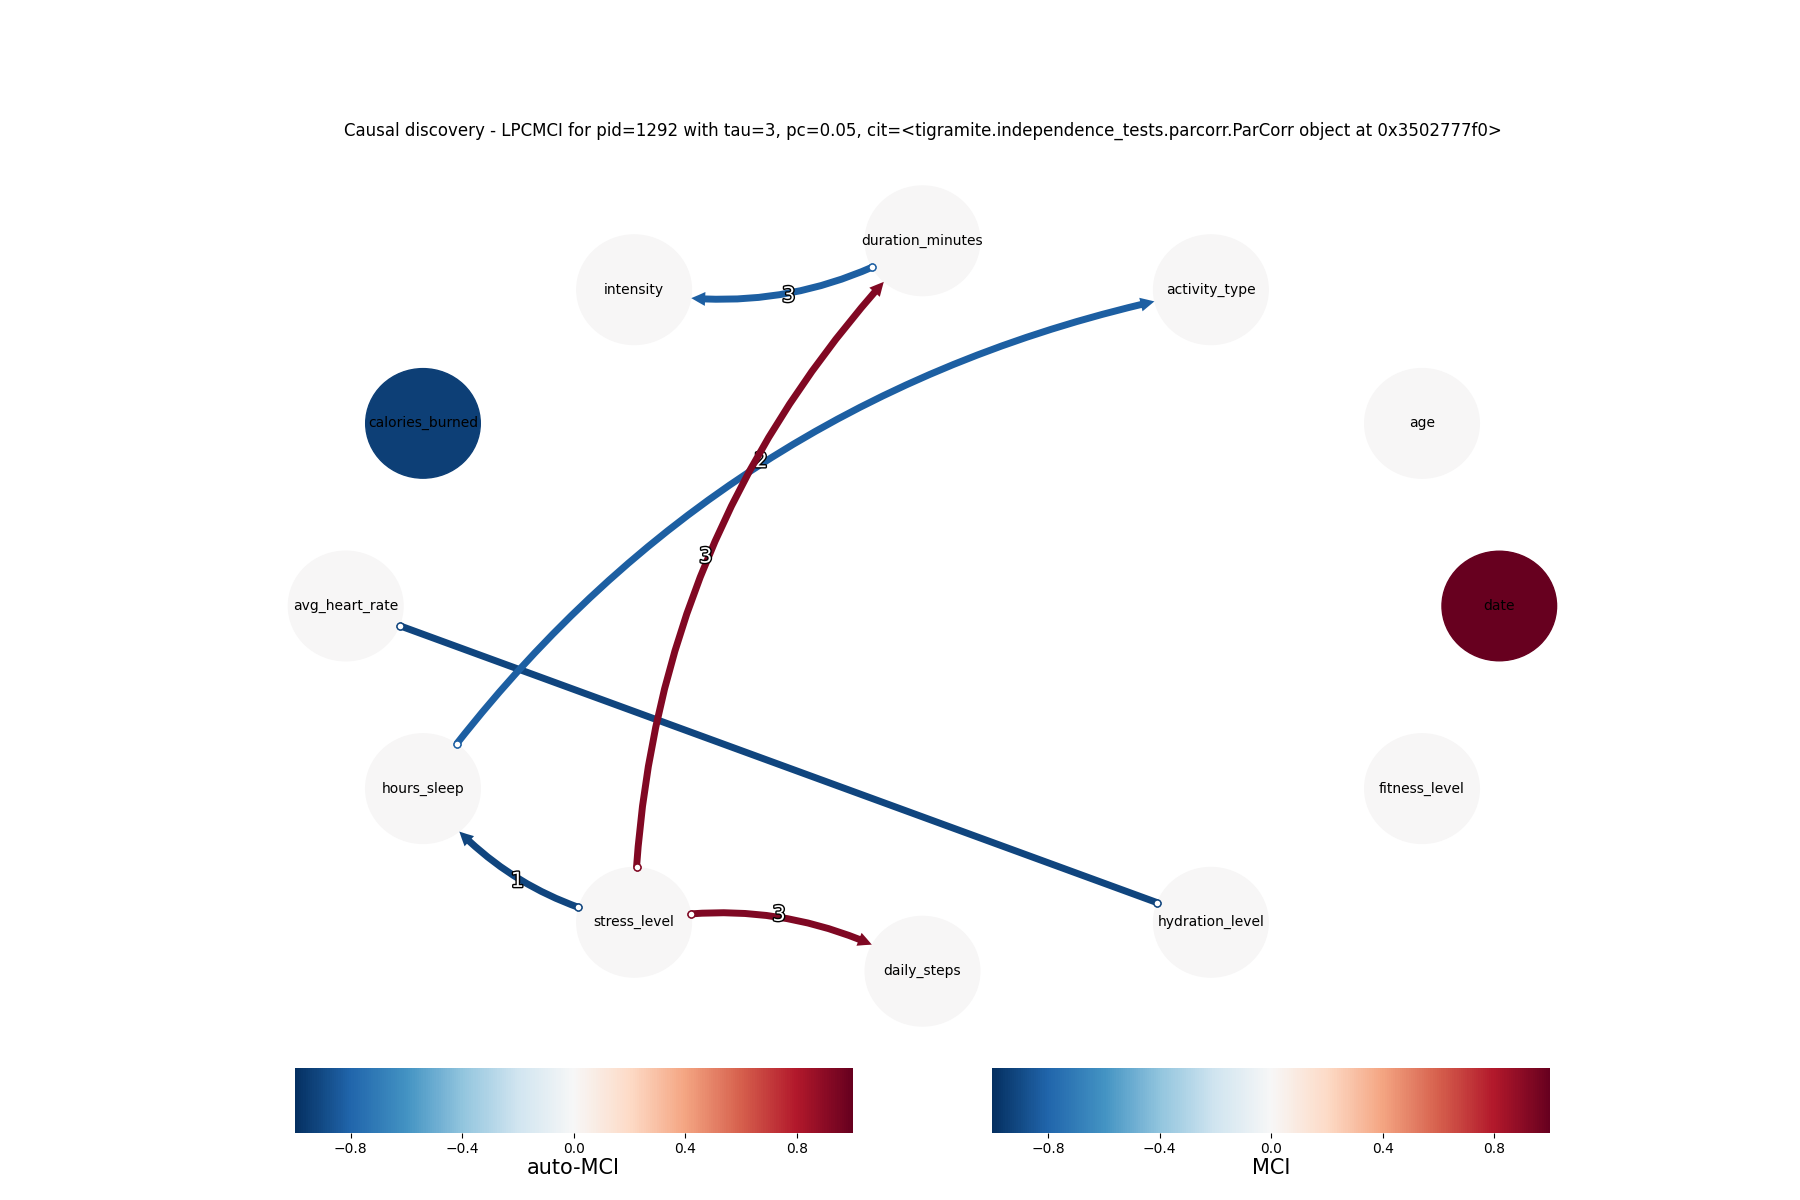 Causal discovery - LPCMCI for pid=1292 with tau=3, pc=0.05, cit=<tigramite.independence_tests.parcorr.ParCorr object at 0x3502777f0>
duration_minutes
intensity
activity_type
3
calories_burned
age
2
3
avg_heart_rate
date
hours_sleep
fitness_level
1
stress_level
3
hydration_level
daily_steps
−0.8 −0.4 0.0 0.4 0.8
auto-MCI
−0.8 −0.4 0.0 0.4 0.8
MCI